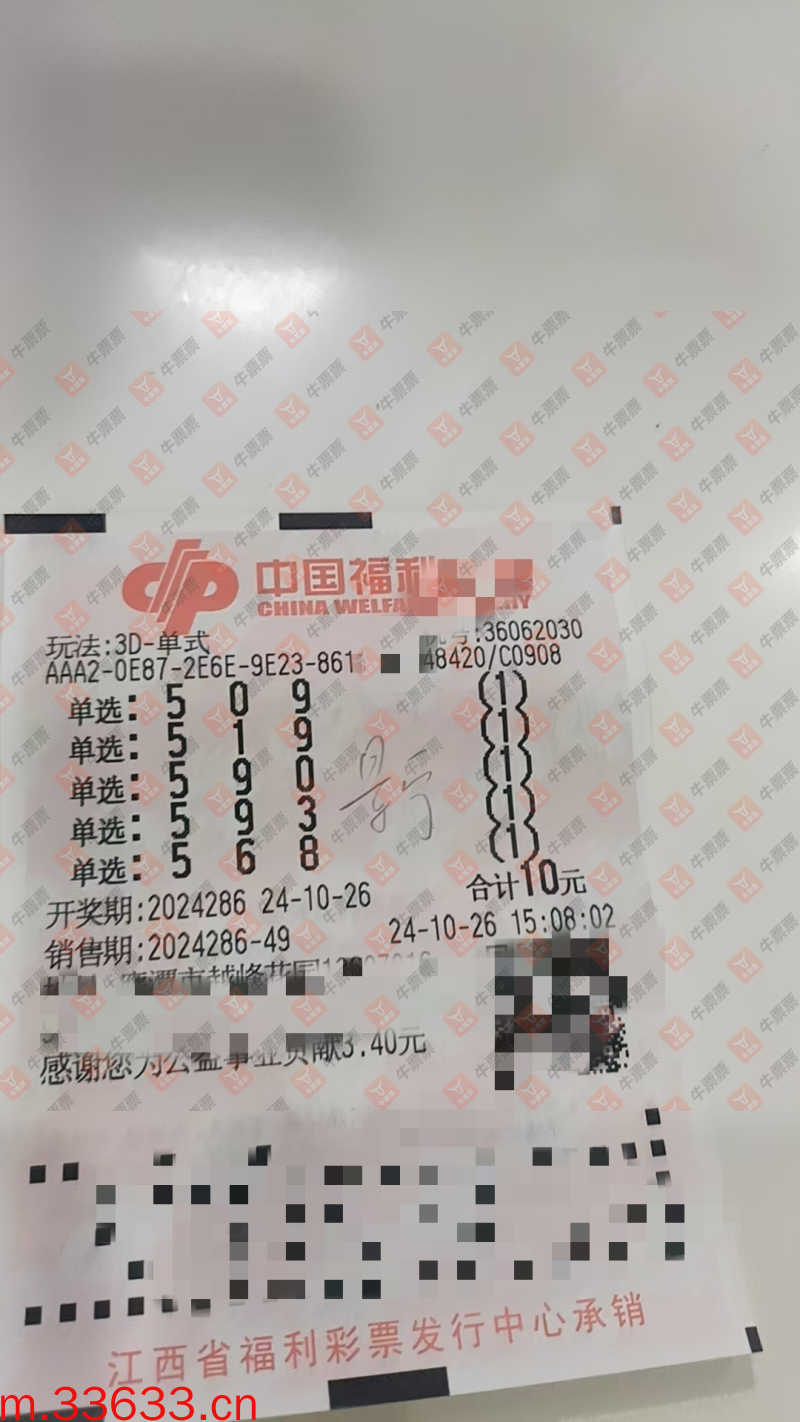 中国福利
CHINA WELFA
玩法:3D-单式
机号:36062030
AAA2-0E87-2E6E-9E23-861
48420/C0908
单选: 5 0 9 (1)
单选: 5 1 9 (1)
单选: 5 9 0 (1)
单选: 5 9 3 (1)
单选: 5 6 8 (1)
合计10元
开奖期:2024286 24-10-26
销售期:2024286-49
24-10-26 15:08:02
感谢您为公益事业贡献3.40元
江西省福利彩票发行中心承销
牛票票
m.33633.cn